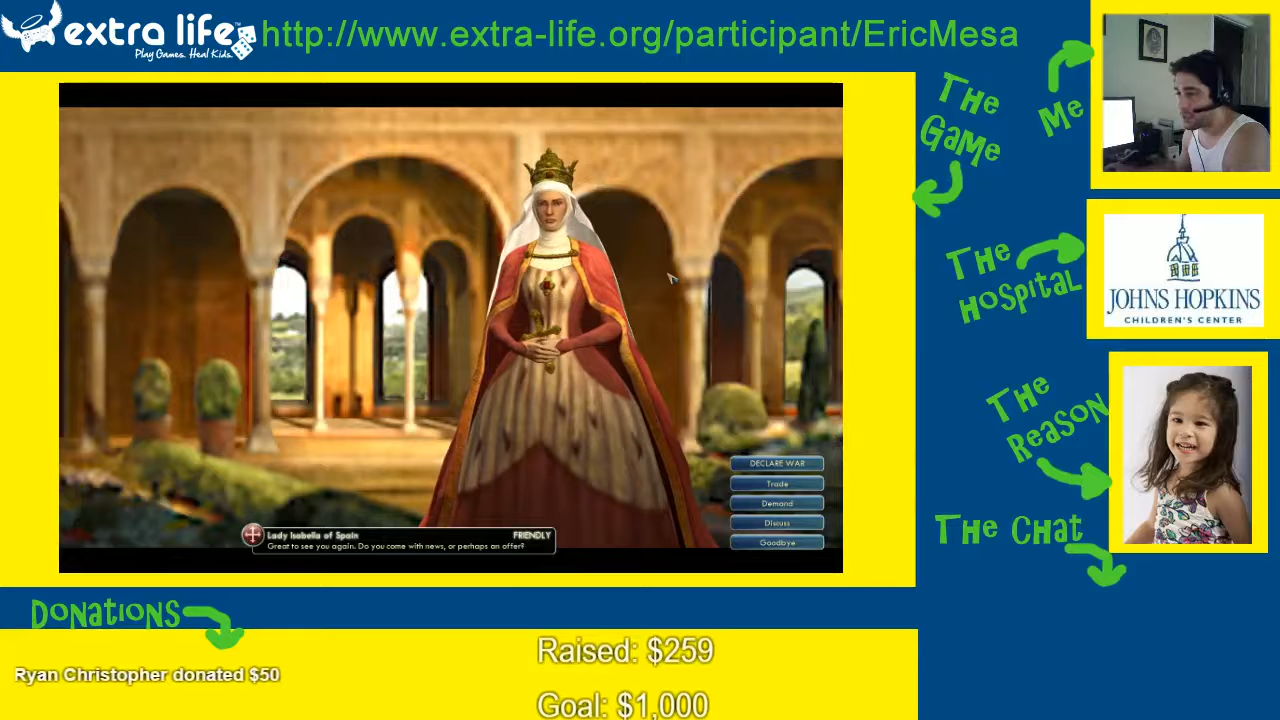 extra life
Play Games. Heal Kids.
http://www.extra-life.org/participant/EricMesa
THE
GAME
Me
THE
HOSPITAL
JOHNS HOPKINS
CHILDREN'S CENTER
THE
REASON
THE CHAT
DECLARE WAR
Trade
Demand
Discuss
Goodbye
Lady Isabella of Spain FRIENDLY
Great to see you again. Do you come with news, or perhaps an offer?
DONATIONS
Ryan Christopher donated $50
Raised: $259
Goal: $1,000